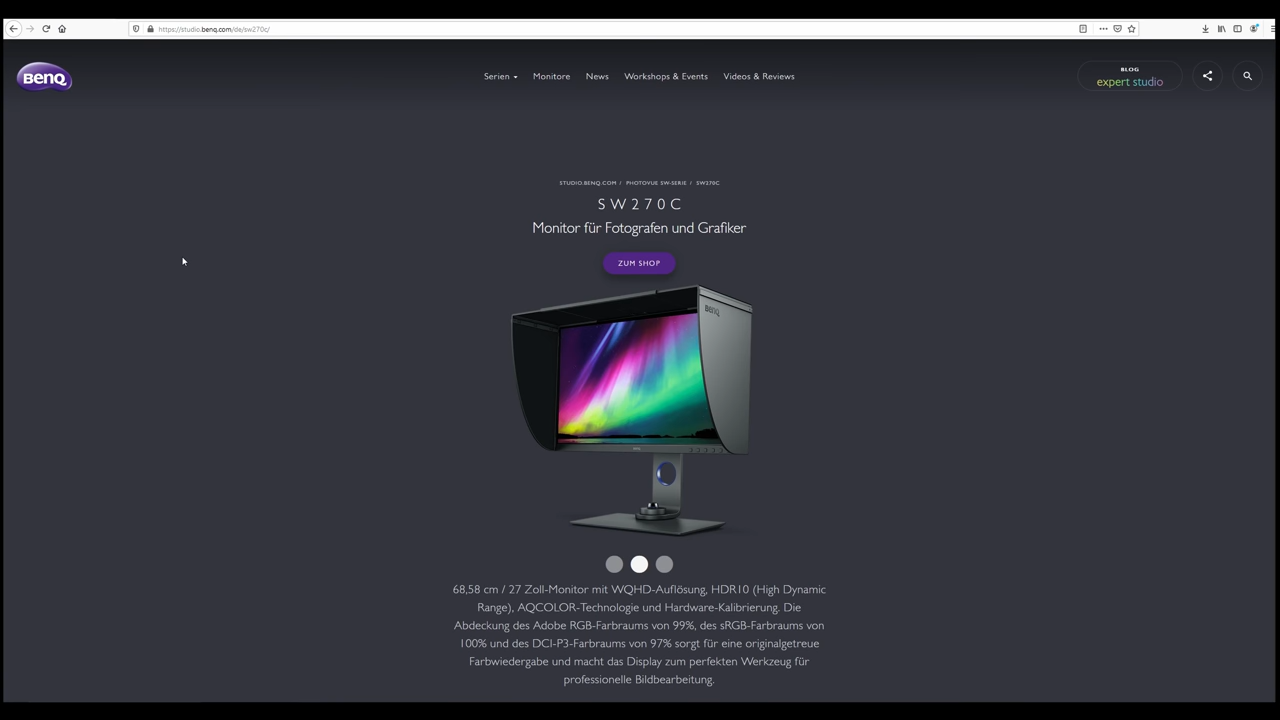 https://studio.benq.com/de/sw270c/
BenQ
Serien
Monitore
News
Workshops & Events
Videos & Reviews
BLOG
expert studio
STUDIO.BENQ.COM / PHOTOVUE SW-SERIE / SW270C
SW270C
Monitor für Fotografen und Grafiker
ZUM SHOP
BenQ
68,58 cm / 27 Zoll-Monitor mit WQHD-Auflösung, HDR10 (High Dynamic
Range), AQCOLOR-Technologie und Hardware-Kalibrierung. Die
Abdeckung des Adobe RGB-Farbraums von 99%, des sRGB-Farbraums von
100% und des DCI-P3-Farbraums von 97% sorgt für eine originalgetreue
Farbwiedergabe und macht das Display zum perfekten Werkzeug für
professionelle Bildbearbeitung.